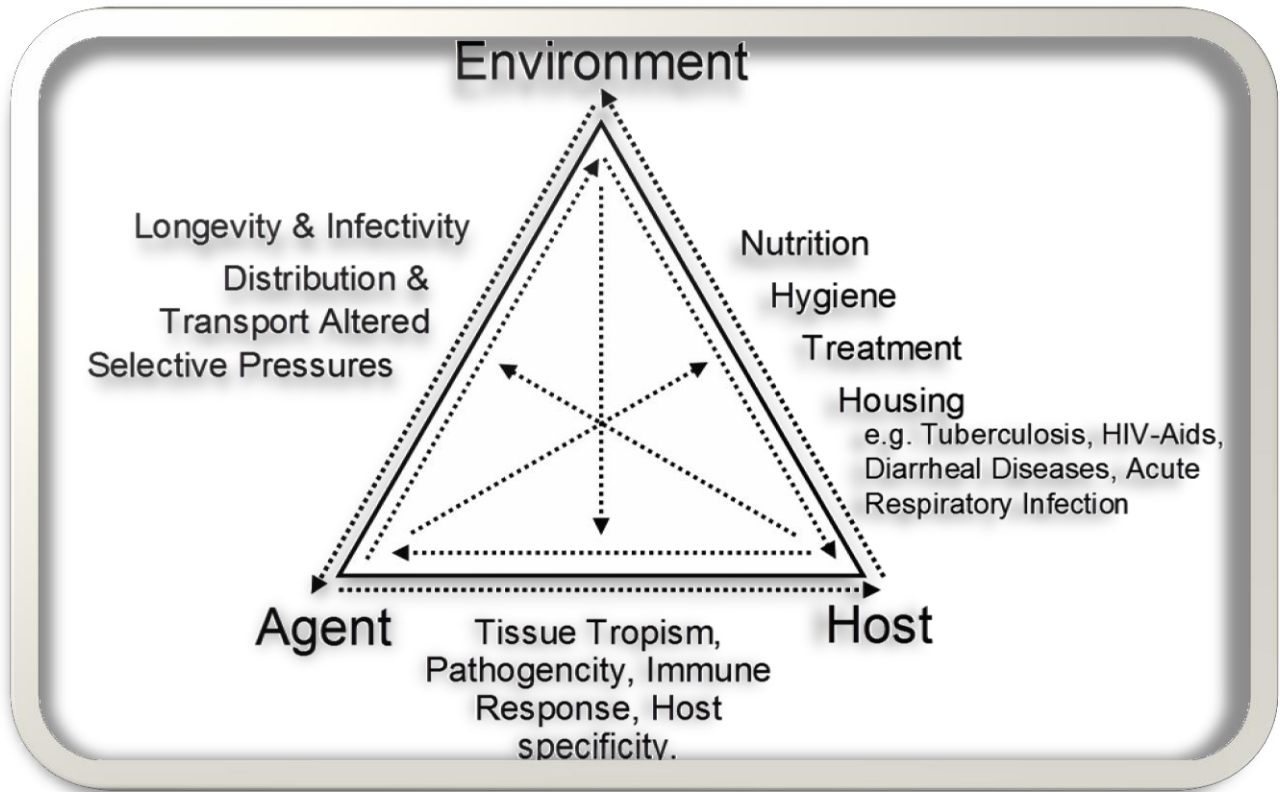 Environment
Longevity & Infectivity
Distribution &
Transport Altered
Selective Pressures
Nutrition
Hygiene
Treatment
Housing
e.g. Tuberculosis, HIV-Aids,
Diarrheal Diseases, Acute
Respiratory Infection
Agent
Host
Tissue Tropism,
Pathogencity, Immune
Response, Host
specificity.